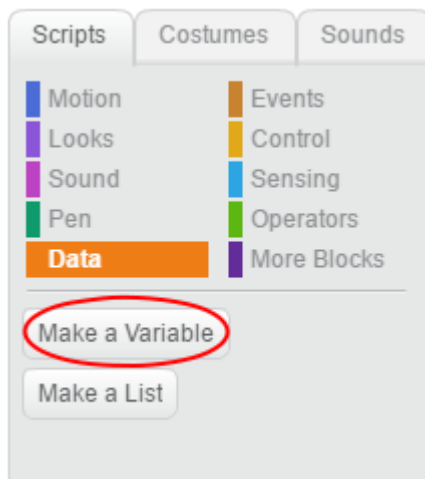 Scripts Costumes Sounds
Motion Events
Looks Control
Sound Sensing
Pen Operators
Data More Blocks
Make a Variable
Make a List